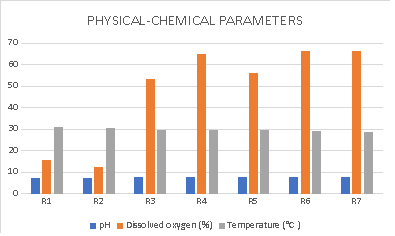 PHYSICAL-CHEMICAL PARAMETERS
70
60
50
40
30
20
10
0
R1 R2 R3 R4 R5 R6 R7
pH Dissolved oxygen (%) Temperature (°C )